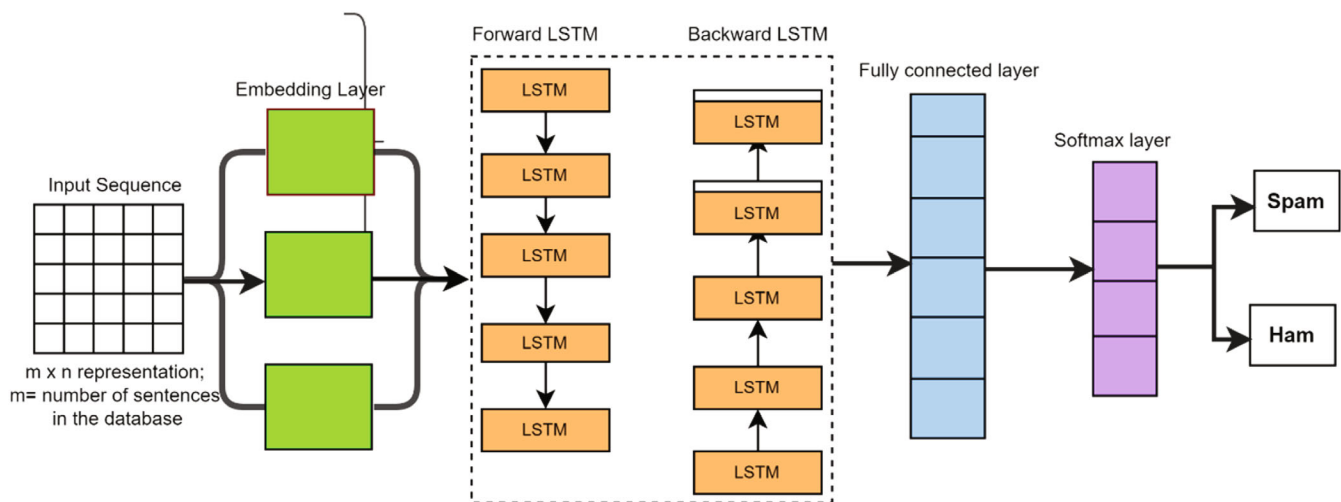 Forward LSTM
Backward LSTM
Embedding Layer
Fully connected layer
Softmax layer
Input Sequence
m x n representation;
m= number of sentences
in the database
LSTM
LSTM
LSTM
LSTM
LSTM
LSTM
LSTM
LSTM
LSTM
LSTM
Spam
Ham